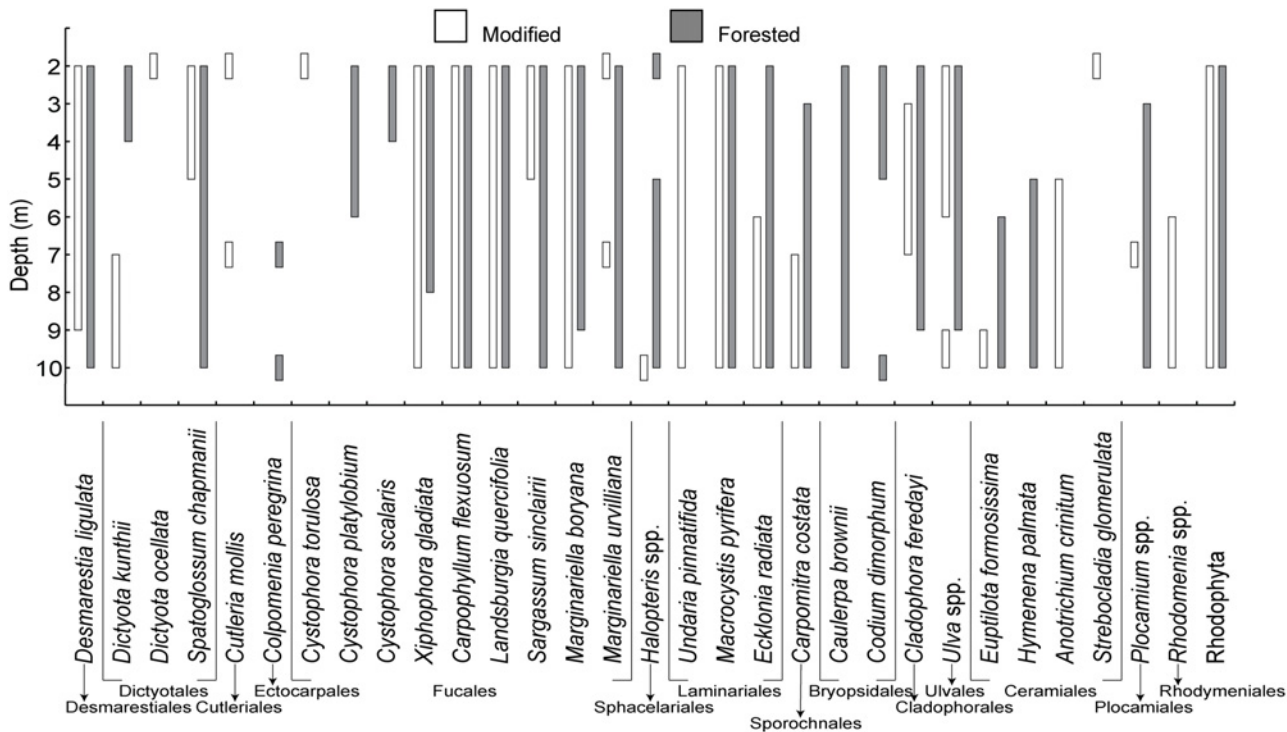 Modified Forested
2
3
4
5
6
7
8
9
10
Depth (m)
Desmarestia ligulata
Dictyota kunthii
Dictyota ocellata
Spatoglossum chapmanii
Cutleria mollis
Colpomenia peregrina
Cystophora torulosa
Cystophora platylobium
Cystophora scalaris
Xiphophora gladiata
Carpophyllum flexuosum
Landsburgia quercifolia
Sargassum sinclairii
Marginariella boryana
Marginariella urvilliana
Halopteris spp.
Undaria pinnatifida
Macrocystis pyrifera
Ecklonia radiata
Carpomitra costata
Caulerpa brownii
Codium dimorphum
Cladophora feredayi
Ulva spp.
Euptilota formosissima
Hymenena palmata
Anotrichium crinitum
Streblocladia glomerulata
Plocamium spp.
Rhodomenia spp.
Rhodophyta
Dictyotales Ectocarpales Fucales Laminariales Bryopsidales Ulvales Ceramiales Rhodymeniales
Desmarestiales Cutleriales Sphacelariales Cladophorales Plocamiales
Sporochnales